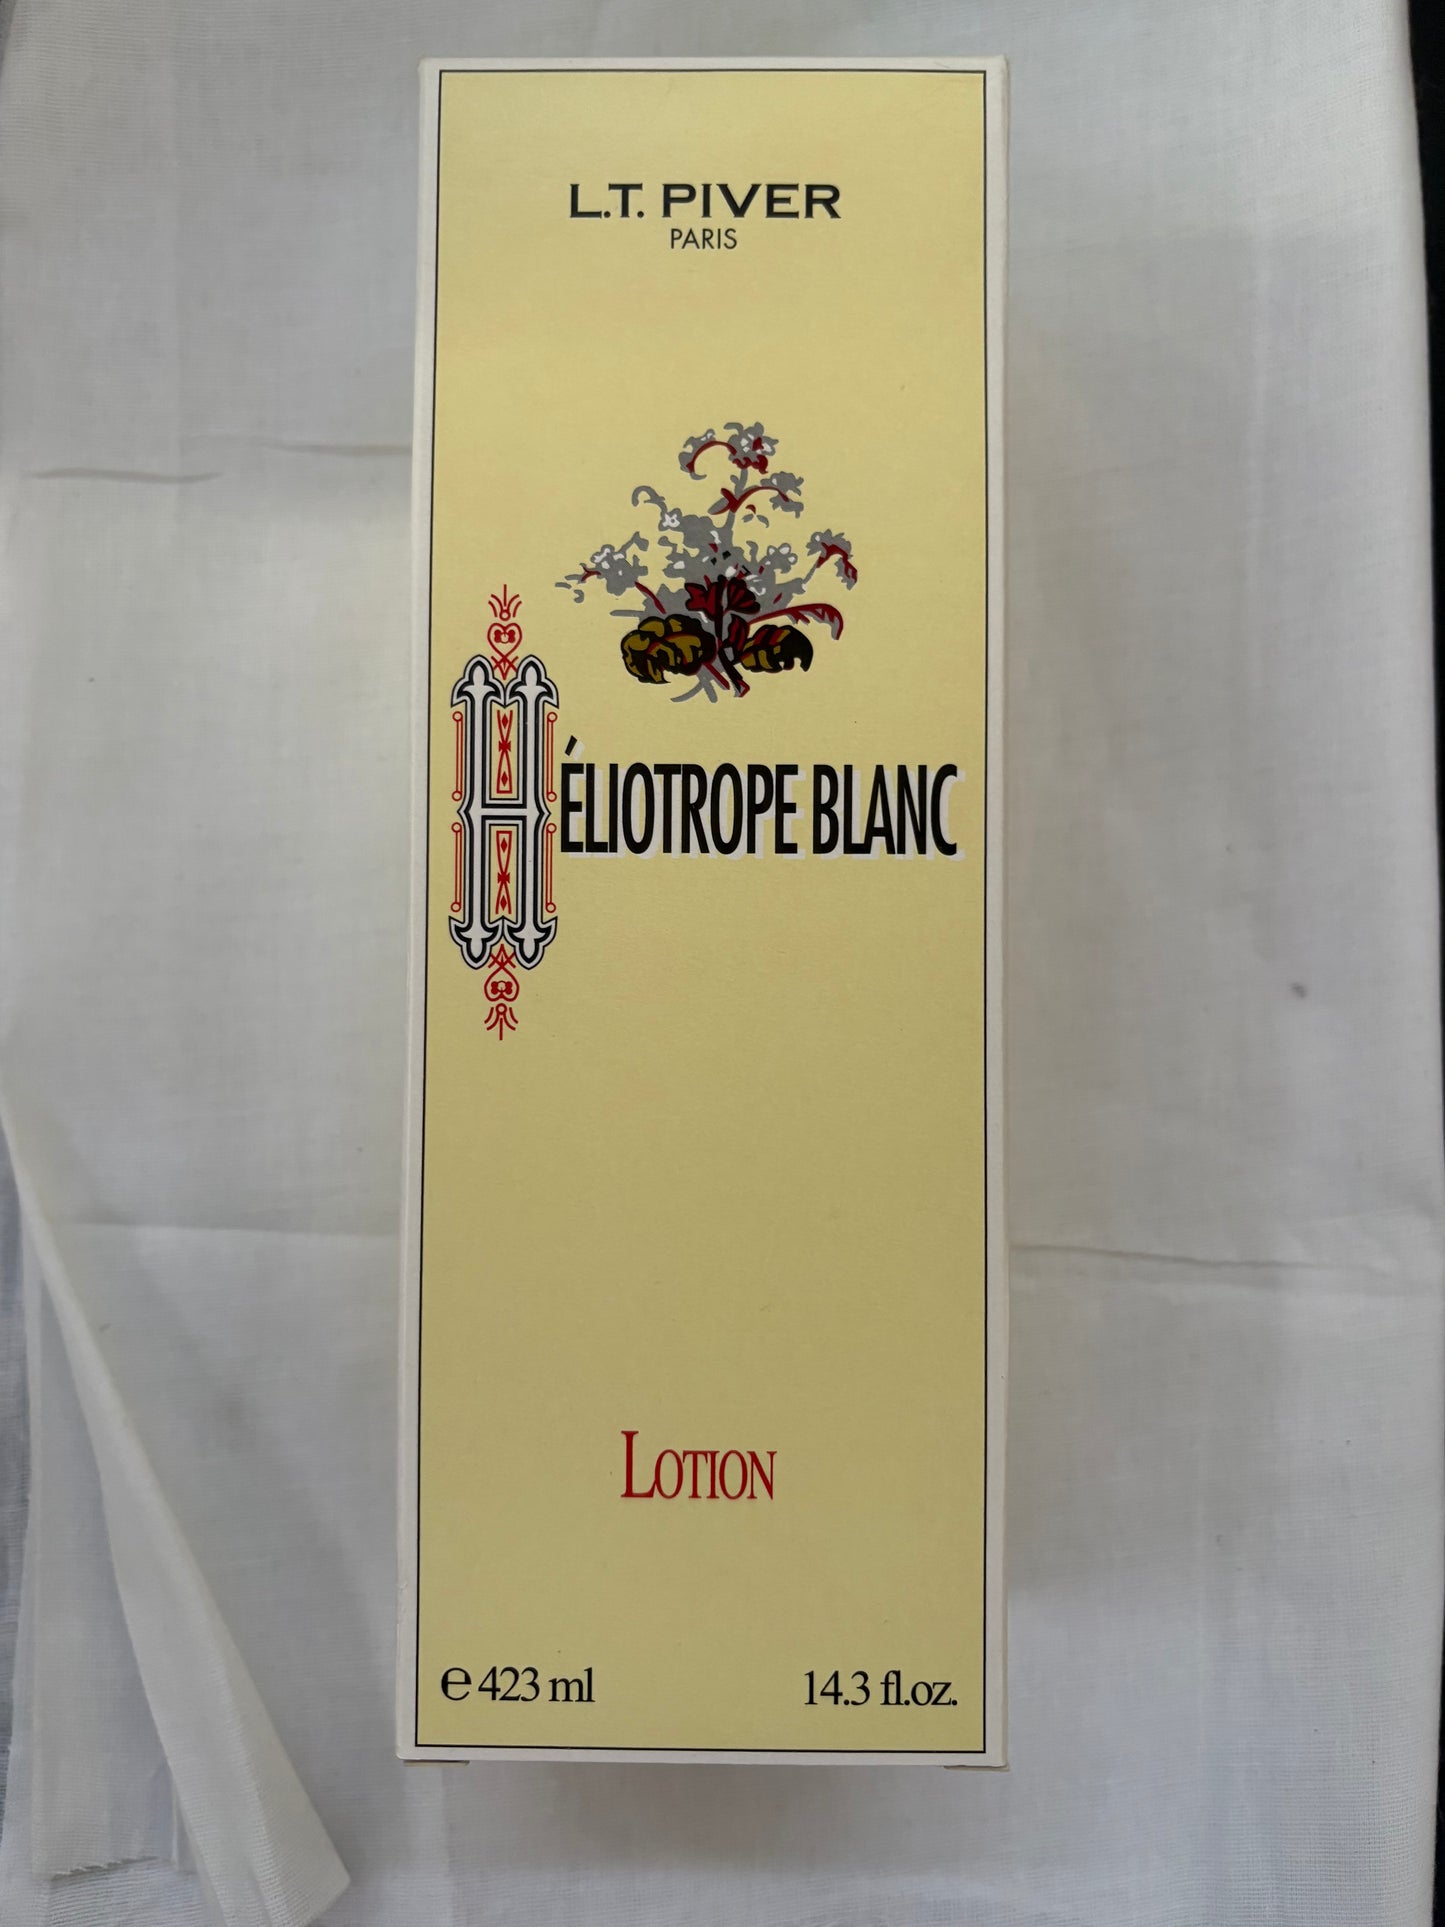 L.T. PIVER
PARIS
HÉLIOTROPE BLANC
LOTION
℮ 423 ml
14.3 fl.oz.